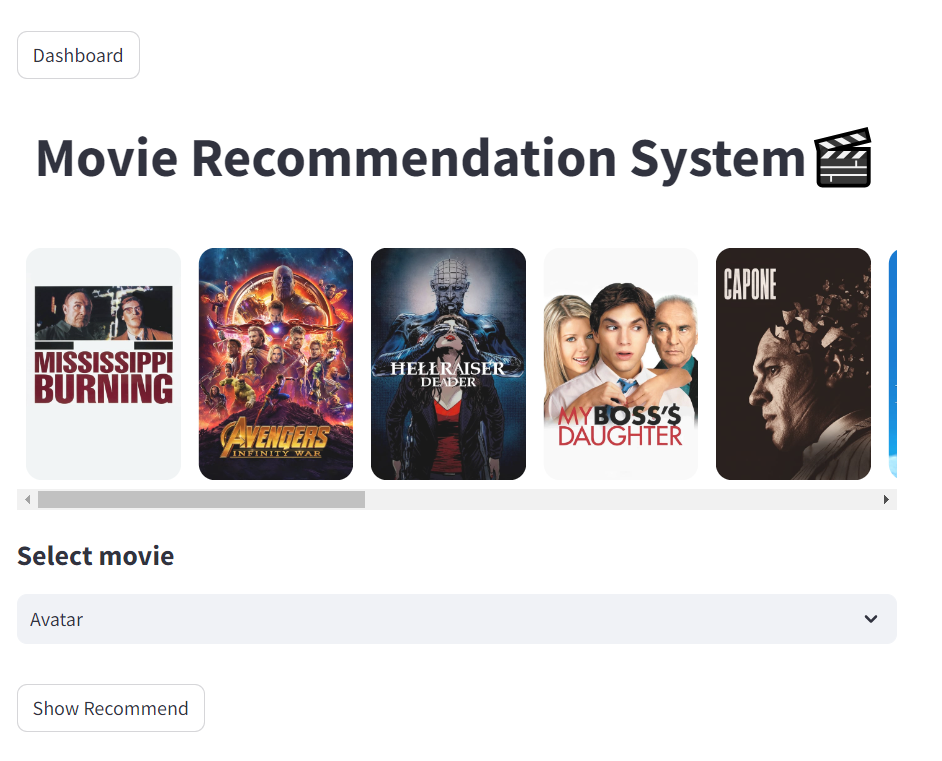 Dashboard
Movie Recommendation System
MISSISSIPPI
BURNING
AVENGERS
INFINITY WAR
HELLRAISER
DEADER
MY BOSS'$
DAUGHTER
CAPONE
Select movie
Avatar
Show Recommend